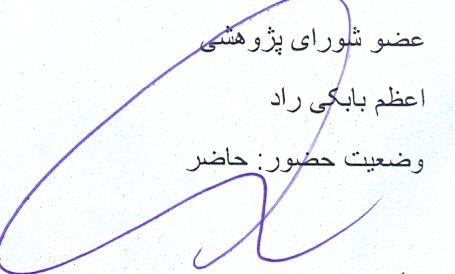 عضو شورای پژوهشی
اعظم بابکی راد
وضعیت حضور: حاضر